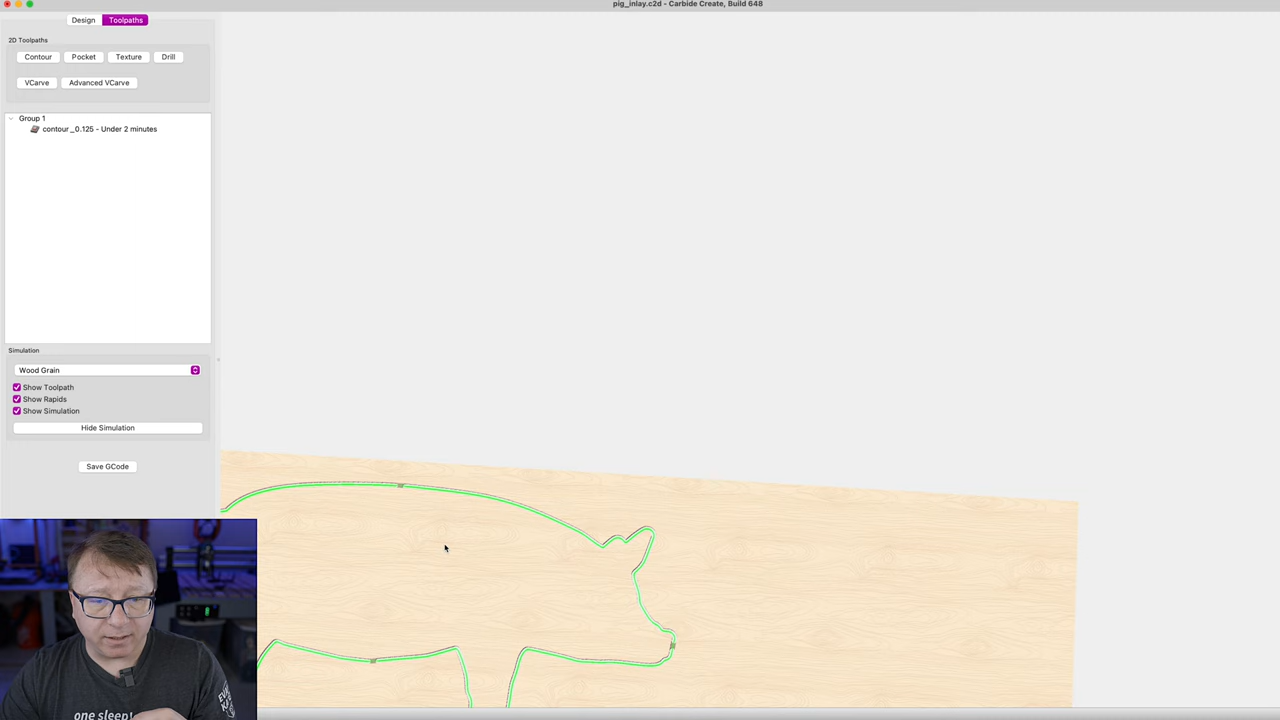 pig_inlay.c2d - Carbide Create, Build 648
Design
Toolpaths
2D Toolpaths
Contour
Pocket
Texture
Drill
VCarve
Advanced VCarve
Group 1
contour_0.125 - Under 2 minutes
Simulation
Wood Grain
Show Toolpath
Show Rapids
Show Simulation
Hide Simulation
Save GCode
one sleep!